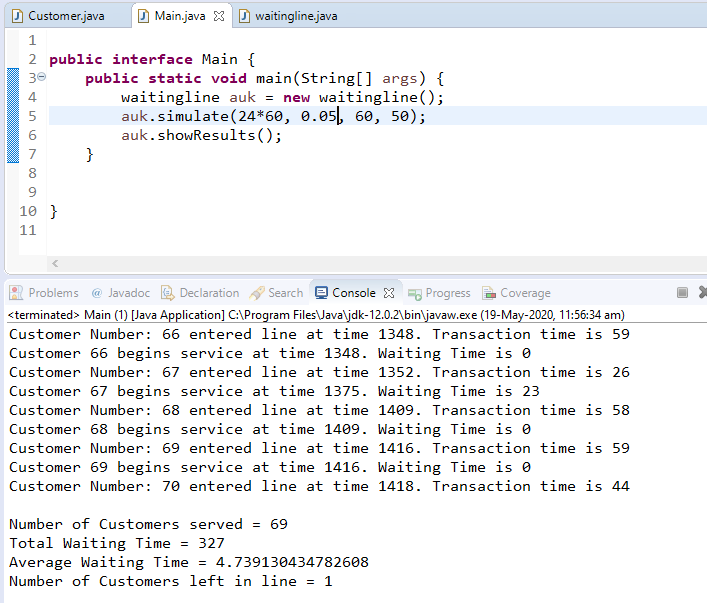 Customer.java Main.java waitingline.java
1
2 public interface Main {
3 public static void main(String[] args) {
4 waitingline auk = new waitingline();
5 auk.simulate(24*60, 0.05, 60, 50);
6 auk.showResults();
7 }
8
9
10 }
11
Problems @ Javadoc Declaration Search Console Progress Coverage
<terminated> Main (1) [Java Application] C:\Program Files\Java\jdk-12.0.2\bin\javaw.exe (19-May-2020, 11:56:34 am)
Customer Number: 66 entered line at time 1348. Transaction time is 59
Customer 66 begins service at time 1348. Waiting Time is 0
Customer Number: 67 entered line at time 1352. Transaction time is 26
Customer 67 begins service at time 1375. Waiting Time is 23
Customer Number: 68 entered line at time 1409. Transaction time is 58
Customer 68 begins service at time 1409. Waiting Time is 0
Customer Number: 69 entered line at time 1416. Transaction time is 59
Customer 69 begins service at time 1416. Waiting Time is 0
Customer Number: 70 entered line at time 1418. Transaction time is 44
Number of Customers served = 69
Total Waiting Time = 327
Average Waiting Time = 4.739130434782608
Number of Customers left in line = 1